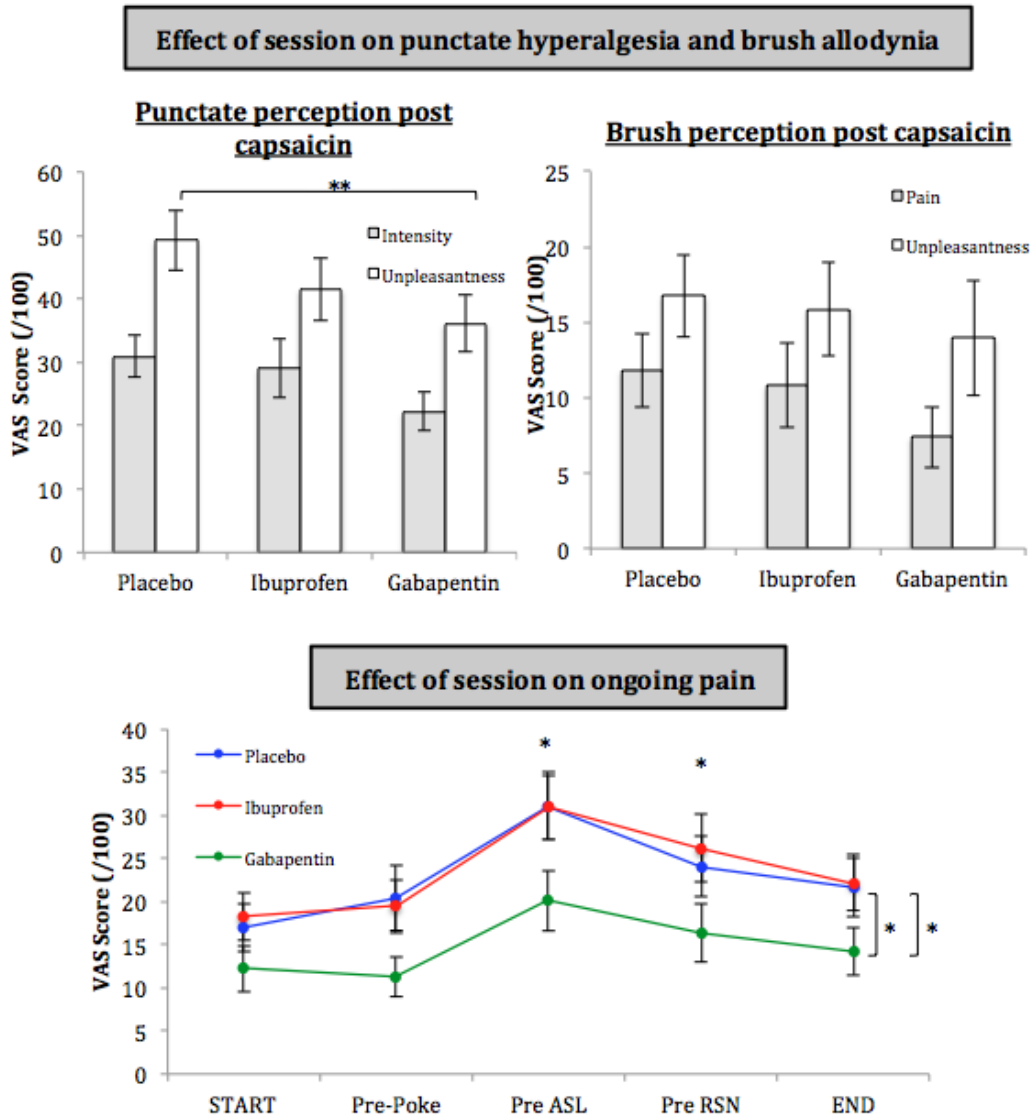 Effect of session on punctate hyperalgesia and brush allodynia
Punctate perception post
capsaicin
VAS Score (/100)
60
50
40
30
20
10
0
**
Intensity
Unpleasantness
Placebo Ibuprofen Gabapentin
Brush perception post capsaicin
VAS Score (/100)
25
20
15
10
5
0
Pain
Unpleasantness
Placebo Ibuprofen Gabapentin
Effect of session on ongoing pain
VAS Score (/100)
40
35
30
25
20
15
10
5
0
Placebo
Ibuprofen
Gabapentin
*
*
* *
START Pre-Poke Pre ASL Pre RSN END